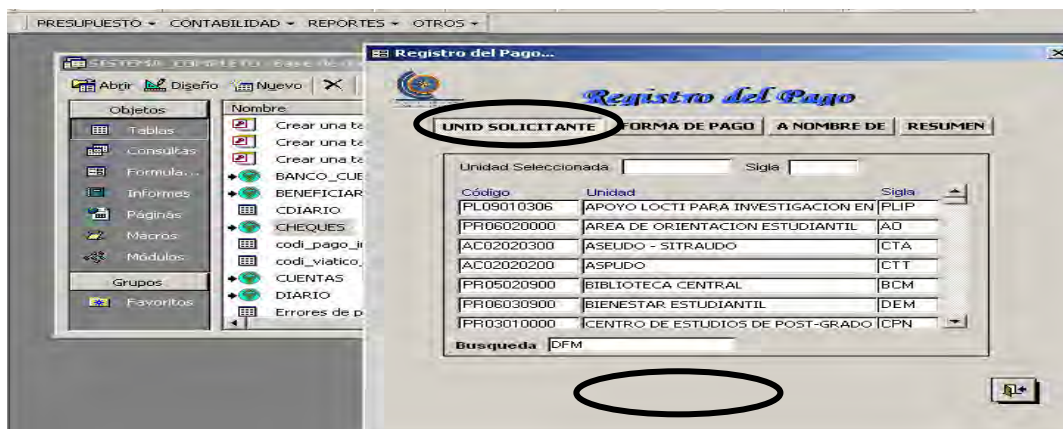 PRESUPUESTO CONTABILIDAD REPORTES OTROS
SISTEMA COMPLETO : Base de
Abrir Diseño Nuevo
Objetos
Tablas
Consultas
Formula...
Informes
Páginas
Macros
Módulos
Grupos
Favoritos
Nombre
Crear una ta
Crear una ta
Crear una ta
BANCO_CUE
BENEFICIAR
CDIARIO
CHEQUES
codi_pago_i
codi_viatico_
CUENTAS
DIARIO
Errores de p
Registro del Pago...
Registro del Pago
UNID SOLICITANTE FORMA DE PAGO A NOMBRE DE RESUMEN
Unidad Seleccionada Sigla
Código Unidad Sigla
PL09010306 APOYO LOCTI PARA INVESTIGACION EN PLIP
PR06020000 AREA DE ORIENTACION ESTUDIANTIL AO
AC02020300 ASEUDO - SITRAUDO CTA
AC02020200 ASPUDO CTT
PR05020900 BIBLIOTECA CENTRAL BCM
PR06030900 BIENESTAR ESTUDIANTIL DEM
PR03010000 CENTRO DE ESTUDIOS DE POST-GRADO CPN
Busqueda DFM